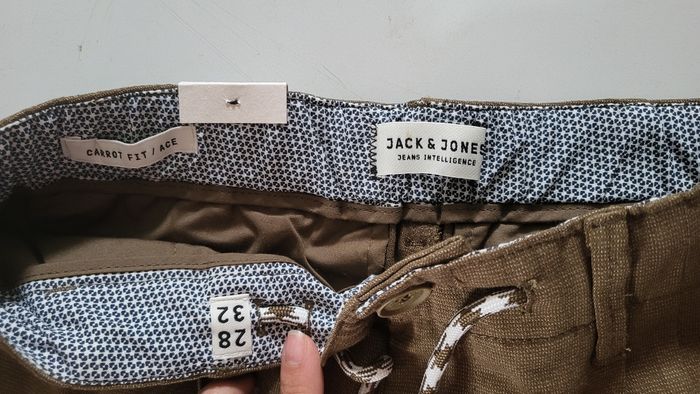 CARROT FIT / ACE
JACK & JONES
JEANS INTELLIGENCE
28
32